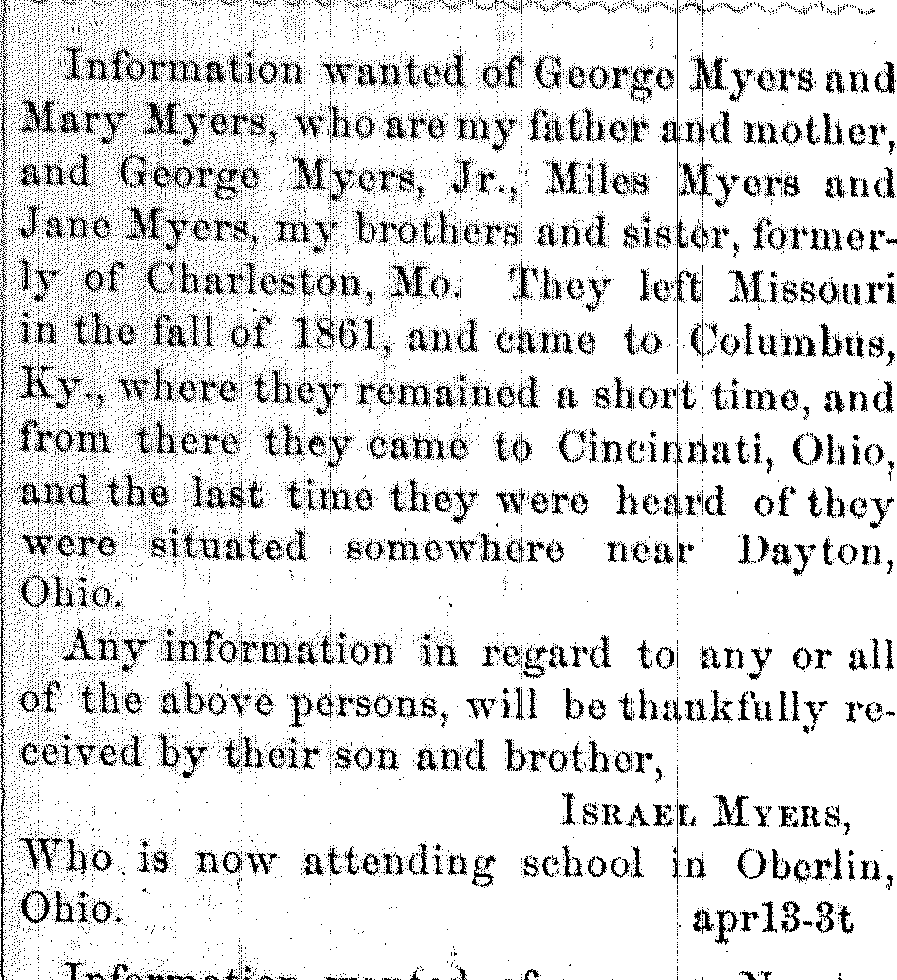 Information wanted of George Myers and
Mary Myers, who are my father and mother,
and George Myers, Jr., Miles Myers and
Jane Myers, my brothers and sister, former-
ly of Charleston, Mo. They left Missouri
in the fall of 1861, and came to Columbus,
Ky., where they remained a short time, and
from there they came to Cincinnati, Ohio,
and the last time they were heard of they
were situated somewhere near Dayton,
Ohio.
Any information in regard to any or all
of the above persons, will be thankfully re-
ceived by their son and brother,
ISRAEL MYERS,
Who is now attending school in Oberlin,
Ohio. apr13-3t
Information wanted of